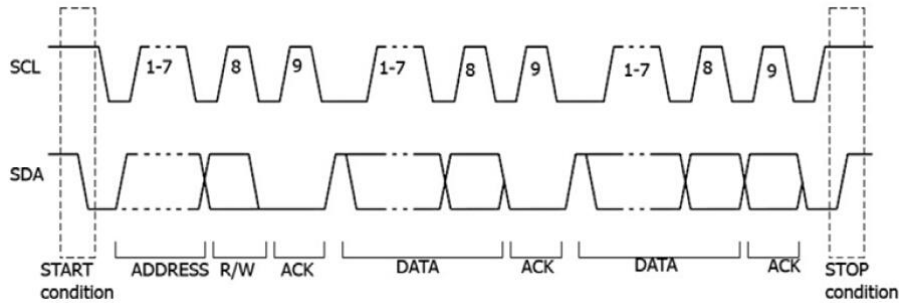 SCL
1-7 8 9 1-7 8 9 1-7 8 9
SDA
START ADDRESS R/W ACK DATA ACK DATA ACK STOP
condition condition